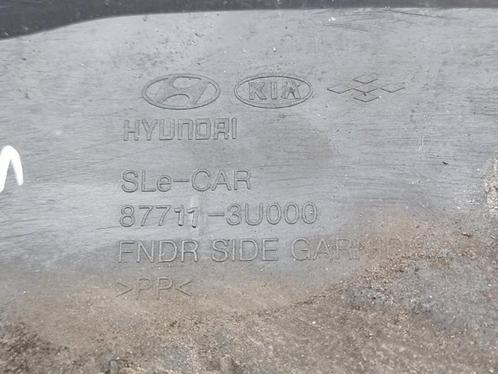 KIA
HYUNDAI
SLe-CAR
87711-3U000
FNDR SIDE
>PP<